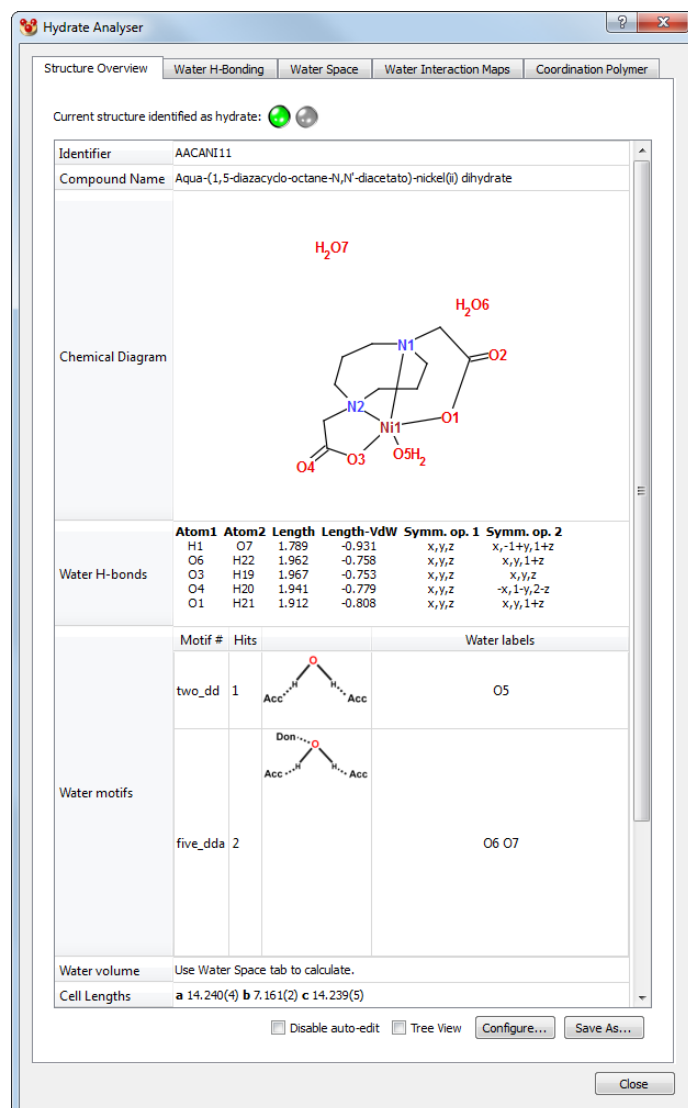 Hydrate Analyser
Structure Overview Water H-Bonding Water Space Water Interaction Maps Coordination Polymer
Current structure identified as hydrate:
Identifier AACANI11
Compound Name Aqua-(1,5-diazacyclo-octane-N,N'-diacetato)-nickel(ii) dihydrate
Chemical Diagram
H2O7
H2O6
N1
O2
N2
Ni1
O1
O4
O3
O5H2
Water H-bonds
Atom1 Atom2 Length Length-VdW Symm. op. 1 Symm. op. 2
H1 O7 1.789 -0.931 x,y,z x,-1+y,1+z
O6 H22 1.962 -0.758 x,y,z x,y,1+z
O3 H19 1.967 -0.753 x,y,z x,y,z
O4 H20 1.941 -0.779 x,y,z -x,1-y,2-z
O1 H21 1.912 -0.808 x,y,z x,y,1+z
Water motifs
Motif # Hits Water labels
two_dd 1 O5
O
H H
Acc Acc
five_dda 2 O6 O7
Don O
H H
Acc Acc
Water volume Use Water Space tab to calculate.
Cell Lengths a 14.240(4) b 7.161(2) c 14.239(5)
Disable auto-edit Tree View Configure... Save As...
Close